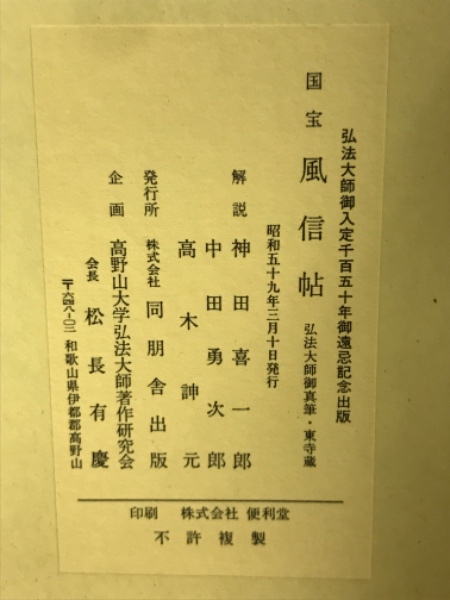 弘法大師御入定千百五十年御遠忌記念出版
国宝 風信帖 弘法大師御真筆・東寺蔵
昭和五十九年三月十日発行
解説 神田喜一郎
中田勇次郎
高木訷元
発行所 株式会社 同朋舎出版
企画 高野山大学弘法大師著作研究会
会長 松長有慶
〒六四八-〇三 和歌山県伊都郡高野山
印刷 株式会社 便利堂
不許複製